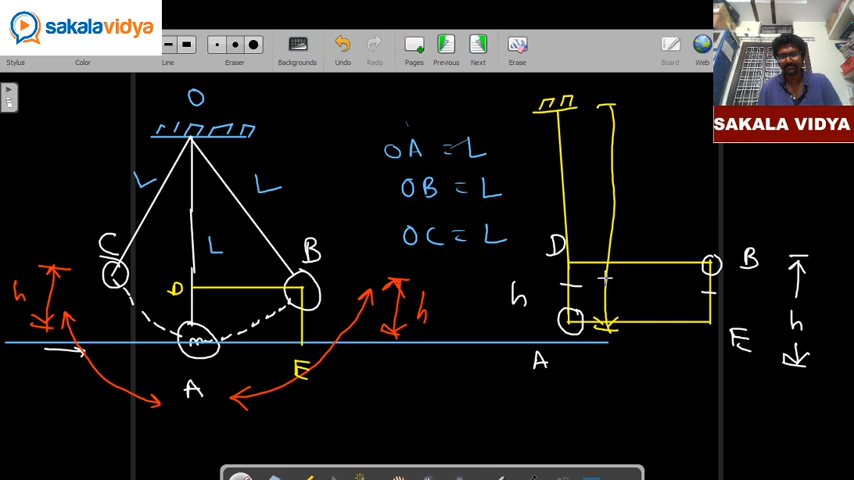 sakalavidya
Stylus
Color
Line
Eraser
Backgrounds
Undo
Redo
Pages
Previous
Next
Erase
Board
Web
SAKALA VIDYA
O
OA = L
OB = L
OC = L
L
L
L
C
B
D
h
h
m
A
E
D
B
h
h
A
E